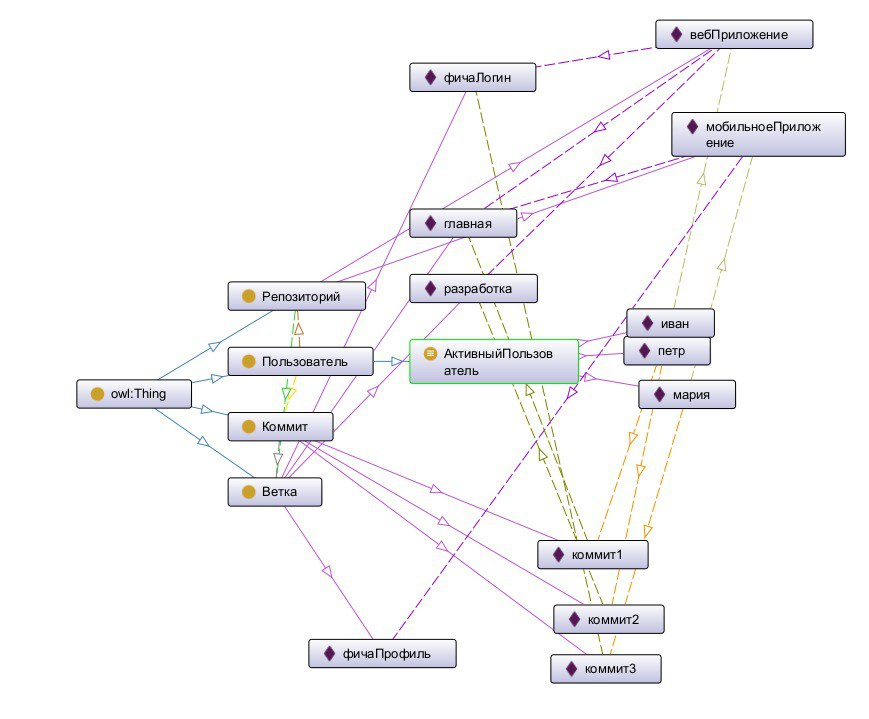 вебПриложение
фичаЛогин
мобильноеПрилож
ение
главная
разработка
Репозиторий
иван
АктивныйПользов
атель
петр
Пользователь
owl:Thing
мария
Коммит
Ветка
коммит1
коммит2
фичаПрофиль
коммит3